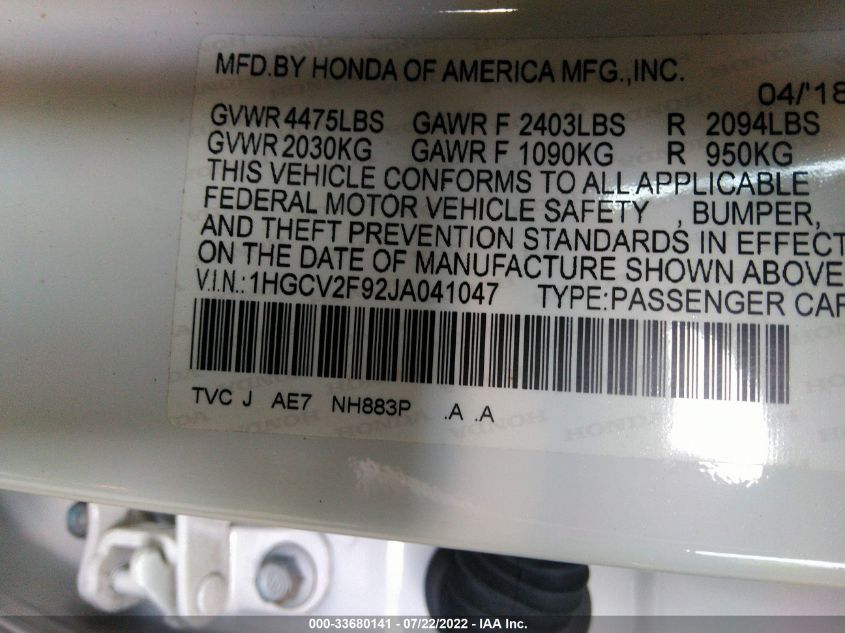 MFD.BY HONDA OF AMERICA MFG.,INC.
04/'18
GVWR 4475LBS GAWR F 2403LBS R 2094LBS
GVWR 2030KG GAWR F 1090KG R 950KG
THIS VEHICLE CONFORMS TO ALL APPLICABLE
FEDERAL MOTOR VEHICLE SAFETY , BUMPER,
AND THEFT PREVENTION STANDARDS IN EFFECT
ON THE DATE OF MANUFACTURE SHOWN ABOVE
V.I.N.:1HGCV2F92JA041047 TYPE:PASSENGER CAR
TVC J AE7 NH883P .A .A
HONDA HONDA
000-33680141 - 07/22/2022 - IAA Inc.